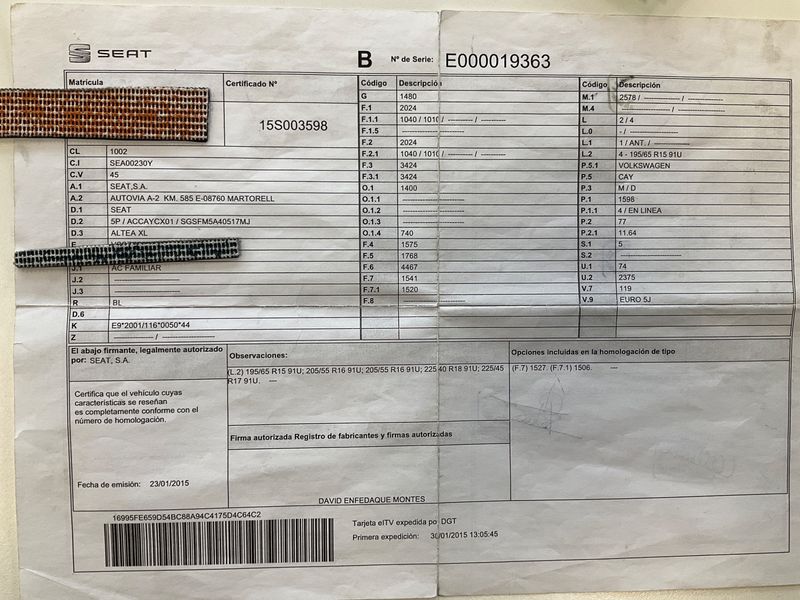 SEAT
B Nº de Serie: E000019363
Matrícula
Certificado Nº
15S003598
CL 1002
C.I SEA00230Y
C.V 45
A.1 SEAT,S.A.
A.2 AUTOVIA A-2 KM. 585 E-08760 MARTORELL
D.1 SEAT
D.2 5P / ACCAYCX01 / SGSFM5A40517MJ
D.3 ALTEA XL
E
J.1 AC FAMILIAR
J.2 --------------------
J.3 --------------------
R BL
D.6
K E9*2001/116*0050*44
Z -------------- / ----------------
Código Descripción
G 1480
F.1 2024
F.1.1 1040 / 1010 / ----------- / -----------
F.1.5 --------------------
F.2 2024
F.2.1 1040 / 1010 / ----------- / -----------
F.3 3424
F.3.1 3424
O.1 1400
O.1.1 --------------------
O.1.2 --------------------
O.1.3 --------------------
O.1.4 740
F.4 1575
F.5 1768
F.6 4467
F.7 1541
F.7.1 1520
F.8 --------------------
Código Descripción
M.1 2578 / ----------- / -----------
M.4 ----------- / -----------
L 2 / 4
L.0 - / -----------
L.1 1 / ANT. / -----------
L.2 4 - 195/65 R15 91U
P.5.1 VOLKSWAGEN
P.5 CAY
P.3 M / D
P.1 1598
P.1.1 4 / EN LINEA
P.2 77
P.2.1 11.64
S.1 5
S.2 --------------------
U.1 74
U.2 2375
V.7 119
V.9 EURO 5J
El abajo firmante, legalmente autorizado
por: SEAT, S.A.
Certifica que el vehículo cuyas
características se reseñan
es completamente conforme con el
número de homologación.
Fecha de emisión: 23/01/2015
Observaciones:
(L.2) 195/65 R15 91U; 205/55 R16 91U; 205/55 R16 91U; 225/40 R18 91U; 225/45
R17 91U. ---
Firma autorizada Registro de fabricantes y firmas autorizadas
DAVID ENFEDAQUE MONTES
Opciones incluidas en la homologación de tipo
(F.7) 1527. (F.7.1) 1506. ---
16995FE659D54BC88A94C4175D4C64C2
Tarjeta eITV expedida po DGT
Primera expedición: 30/01/2015 13:05:45